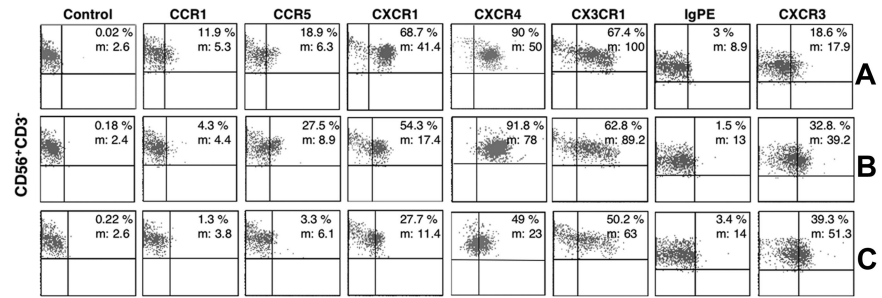 Control CCR1 CCR5 CXCR1 CXCR4 CX3CR1 IgPE CXCR3
0.02 % 11.9 % 18.9 % 68.7 % 90 % 67.4 % 3 % 18.6 %
m: 2.6 m: 5.3 m: 6.3 m: 41.4 m: 50 m: 100 m: 8.9 m: 17.9
A
CD56+CD3-
0.18 % 4.3 % 27.5 % 54.3 % 91.8 % 62.8 % 1.5 % 32.8. %
m: 2.4 m: 4.4 m: 8.9 m: 17.4 m: 78 m: 89.2 m: 13 m: 39.2
B
0.22 % 1.3 % 3.3 % 27.7 % 49 % 50.2 % 3.4 % 39.3 %
m: 2.6 m: 3.8 m: 6.1 m: 11.4 m: 23 m: 63 m: 14 m: 51.3
C